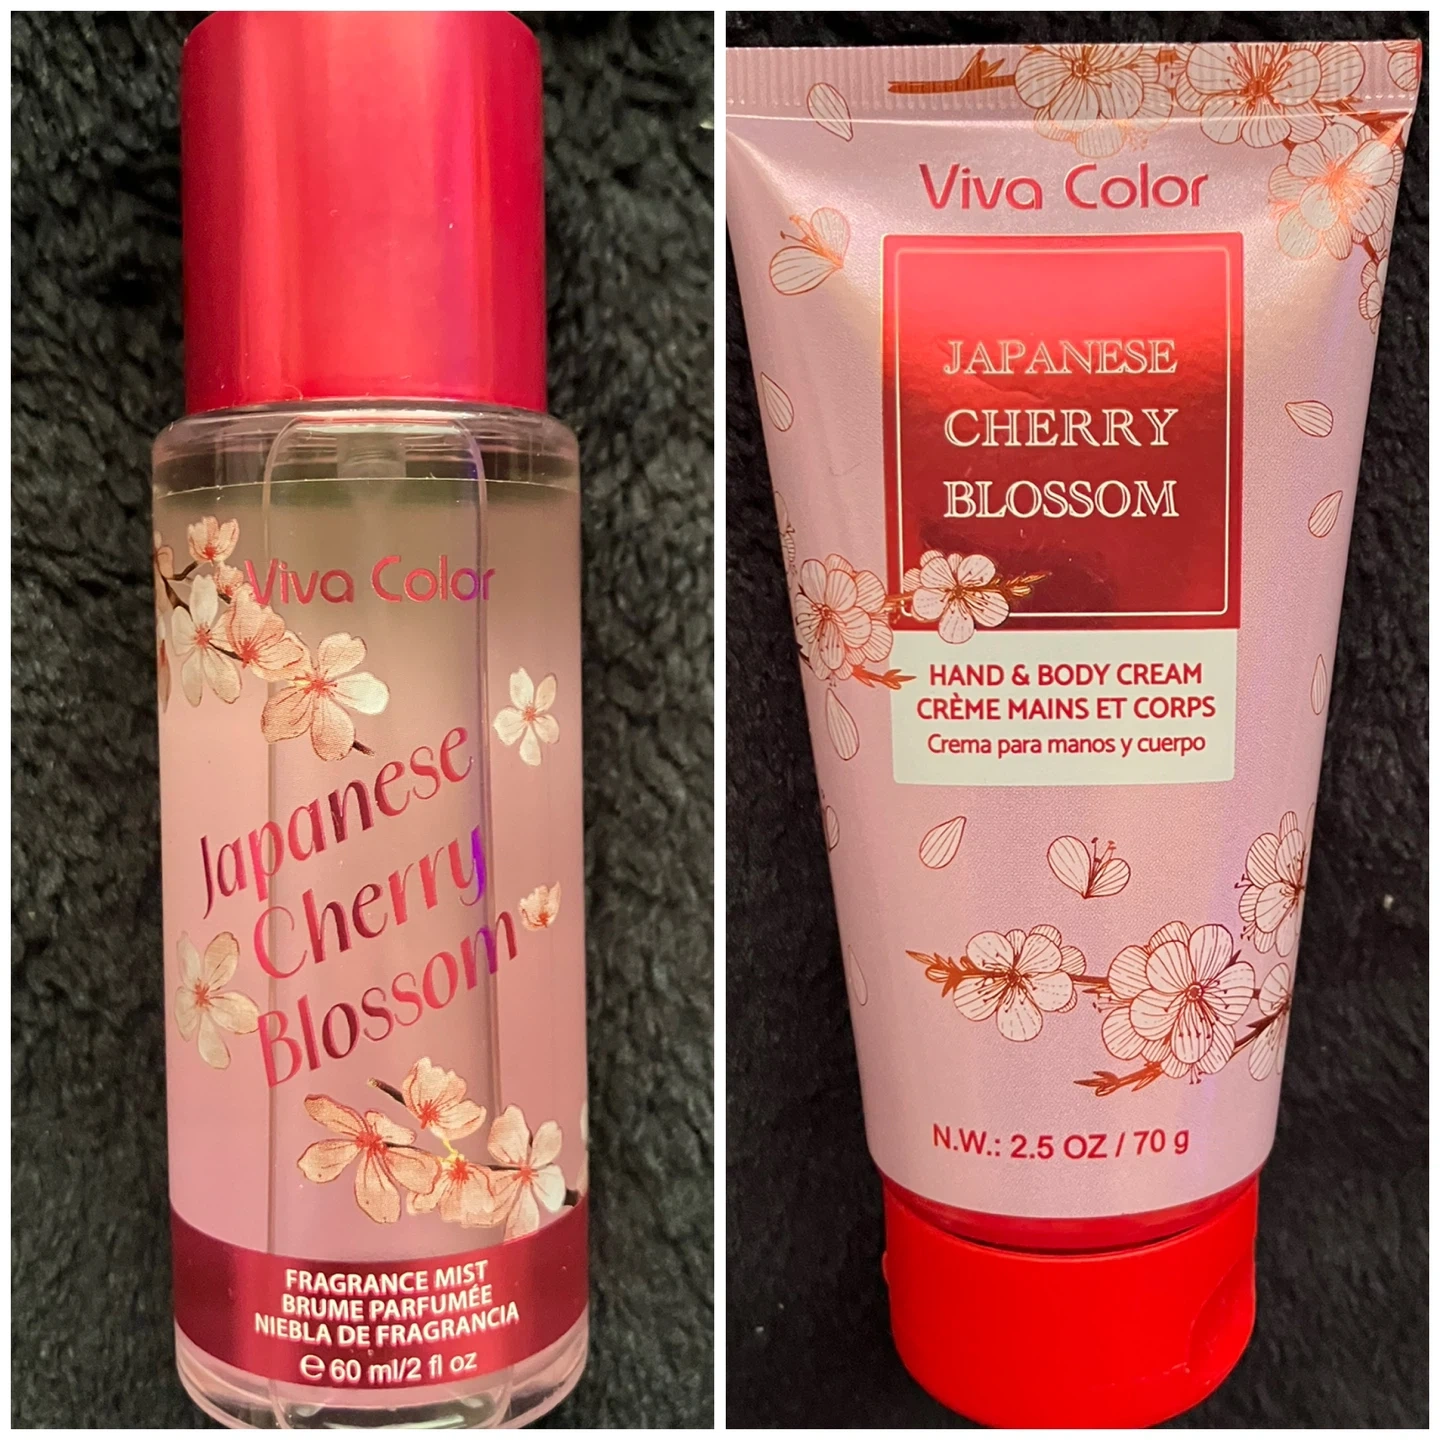 Viva Color
Japanese
Cherry
Blossom
FRAGRANCE MIST
BRUME PARFUMÉE
NIEBLA DE FRAGRANCIA
℮ 60 ml/2 fl oz
Viva Color
JAPANESE
CHERRY
BLOSSOM
HAND & BODY CREAM
CRÈME MAINS ET CORPS
Crema para manos y cuerpo
N.W.: 2.5 OZ / 70 g